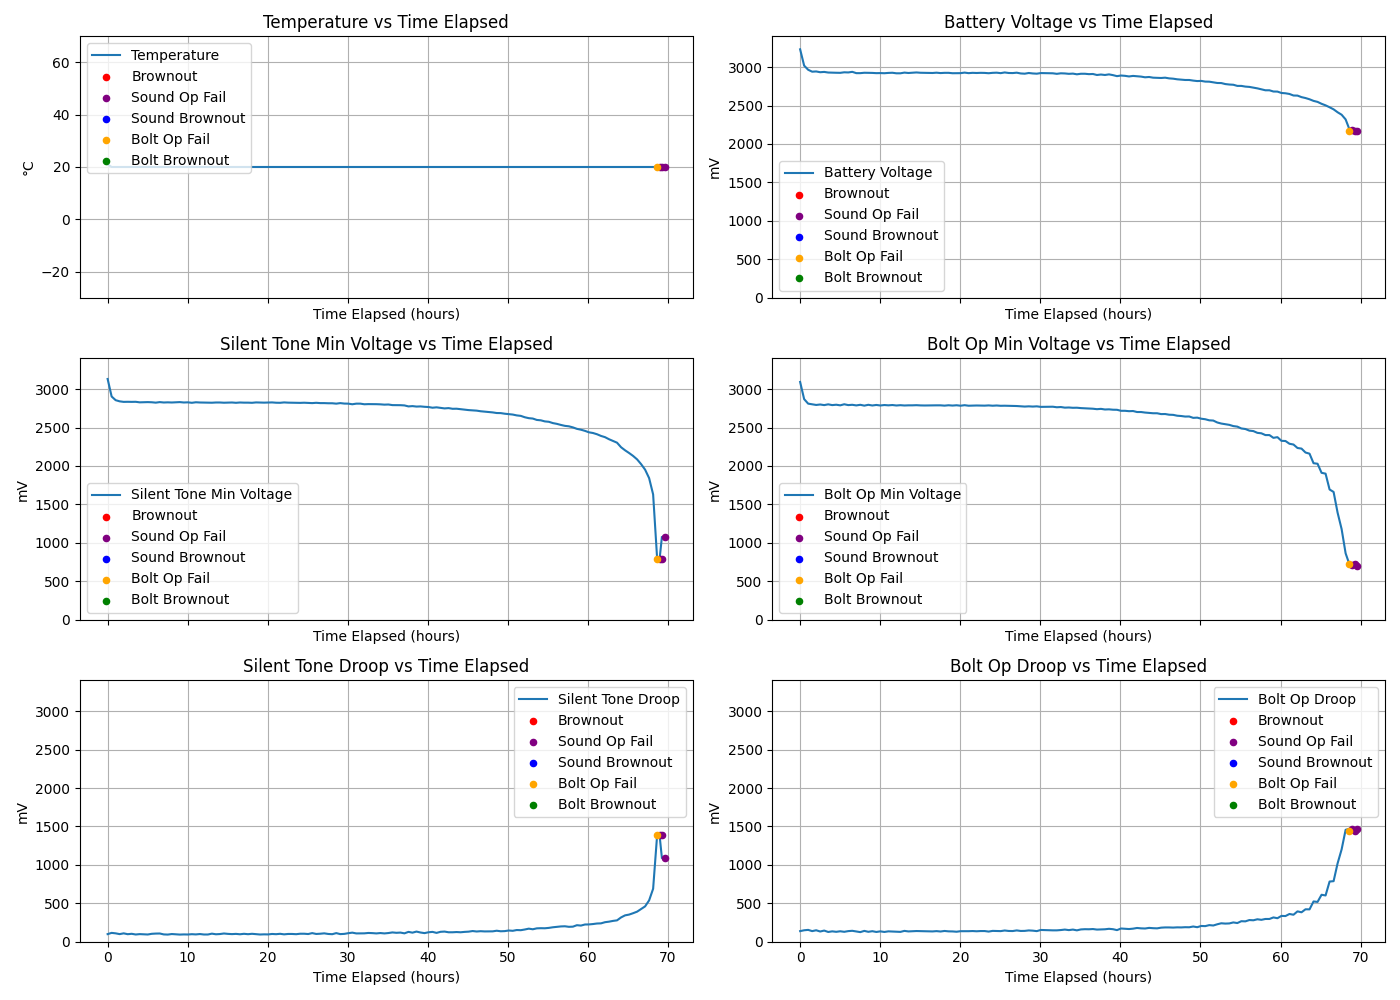 Temperature vs Time Elapsed
60
40
20
0
−20
°C
Temperature
Brownout
Sound Op Fail
Sound Brownout
Bolt Op Fail
Bolt Brownout
Time Elapsed (hours)
Battery Voltage vs Time Elapsed
3000
2500
2000
1500
1000
500
0
mV
Battery Voltage
Brownout
Sound Op Fail
Sound Brownout
Bolt Op Fail
Bolt Brownout
Time Elapsed (hours)
Silent Tone Min Voltage vs Time Elapsed
3000
2500
2000
1500
1000
500
0
mV
Silent Tone Min Voltage
Brownout
Sound Op Fail
Sound Brownout
Bolt Op Fail
Bolt Brownout
Time Elapsed (hours)
Bolt Op Min Voltage vs Time Elapsed
3000
2500
2000
1500
1000
500
0
mV
Bolt Op Min Voltage
Brownout
Sound Op Fail
Sound Brownout
Bolt Op Fail
Bolt Brownout
Time Elapsed (hours)
Silent Tone Droop vs Time Elapsed
3000
2500
2000
1500
1000
500
0
mV
Silent Tone Droop
Brownout
Sound Op Fail
Sound Brownout
Bolt Op Fail
Bolt Brownout
0 10 20 30 40 50 60 70
Time Elapsed (hours)
Bolt Op Droop vs Time Elapsed
3000
2500
2000
1500
1000
500
0
mV
Bolt Op Droop
Brownout
Sound Op Fail
Sound Brownout
Bolt Op Fail
Bolt Brownout
0 10 20 30 40 50 60 70
Time Elapsed (hours)